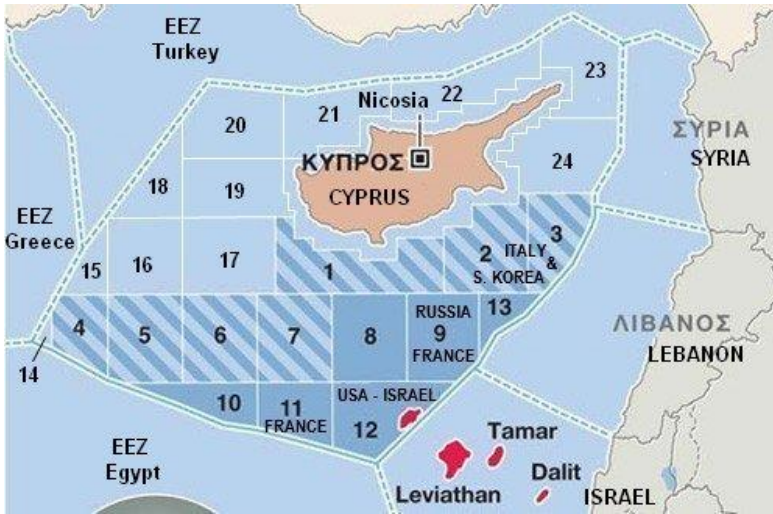 EEZ
Turkey
23
22
21
Nicosia
20
ΣΥΡΙΑ
SYRIA
ΚΥΠΡΟΣ
24
18
19
CYPRUS
EEZ
Greece
3
2
ITALY
&
S. KOREA
16
17
15
1
RUSSIA
13
4
5
6
7
8
9
FRANCE
ΛΙΒΑΝΟΣ
LEBANON
14
USA - ISRAEL
10
11
FRANCE
12
EEZ
Egypt
Tamar
Dalit
Leviathan
ISRAEL